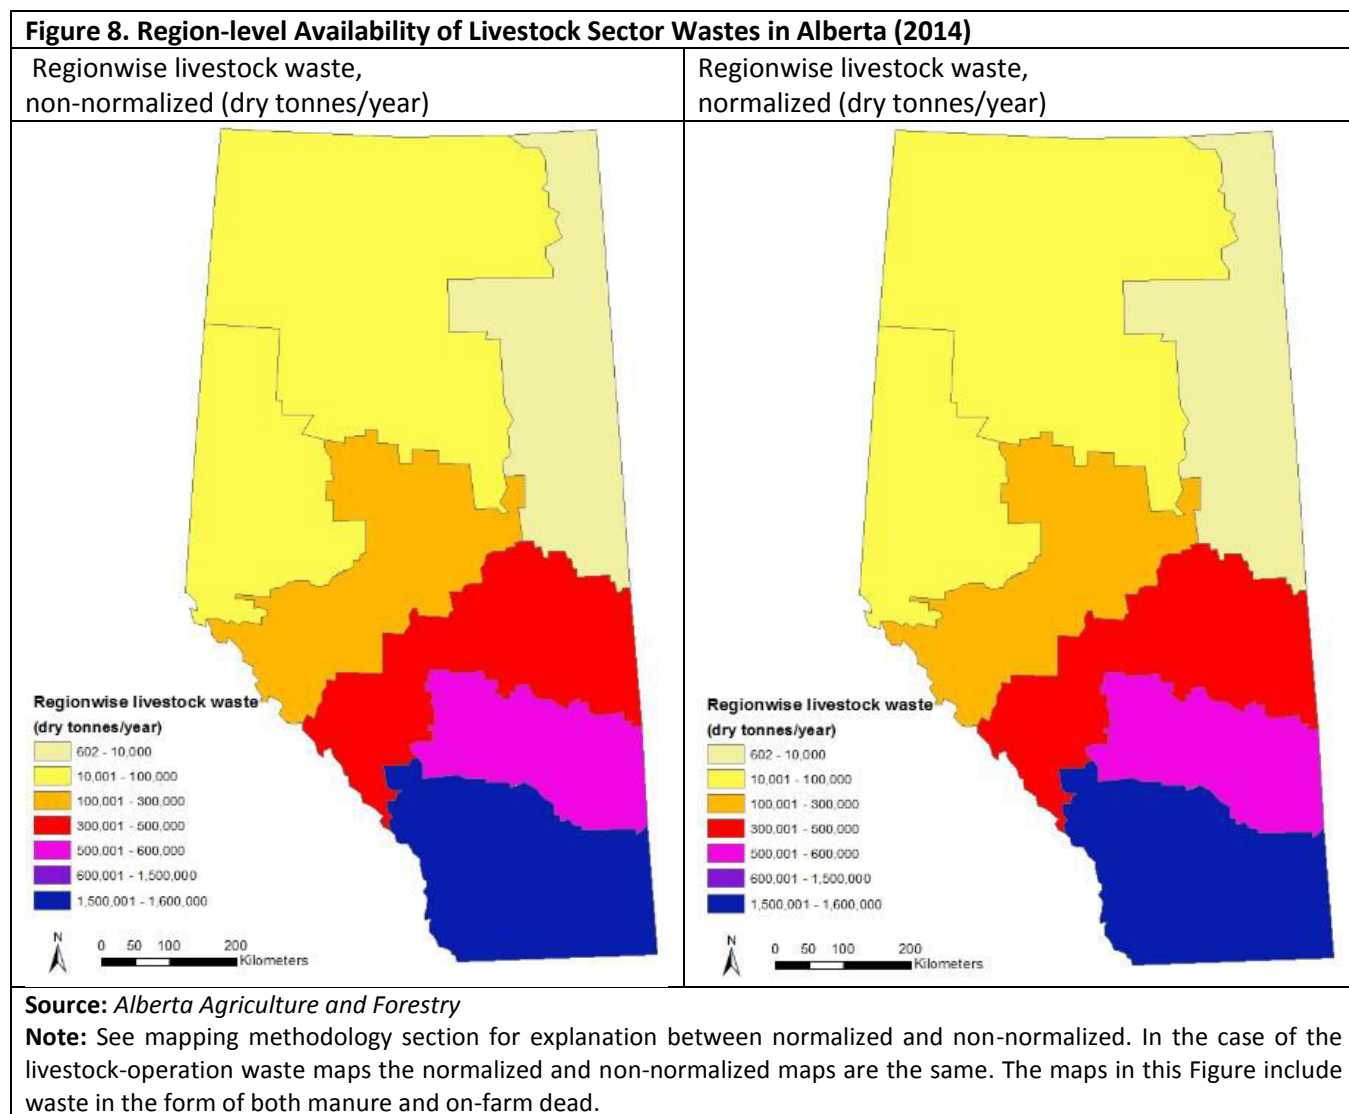 Figure 8. Region-level Availability of Livestock Sector Wastes in Alberta (2014)
Regionwise livestock waste,
non-normalized (dry tonnes/year)
Regionwise livestock waste,
normalized (dry tonnes/year)
Regionwise livestock waste
(dry tonnes/year)
602 - 10,000
10,001 - 100,000
100,001 - 300,000
300,001 - 500,000
500,001 - 600,000
600,001 - 1,500,000
1,500,001 - 1,600,000
N
0 50 100 200
Kilometers
Regionwise livestock waste
(dry tonnes/year)
602 - 10,000
10,001 - 100,000
100,001 - 300,000
300,001 - 500,000
500,001 - 600,000
600,001 - 1,500,000
1,500,001 - 1,600,000
N
0 50 100 200
Kilometers
Source: Alberta Agriculture and Forestry
Note: See mapping methodology section for explanation between normalized and non-normalized. In the case of the
livestock-operation waste maps the normalized and non-normalized maps are the same. The maps in this Figure include
waste in the form of both manure and on-farm dead.